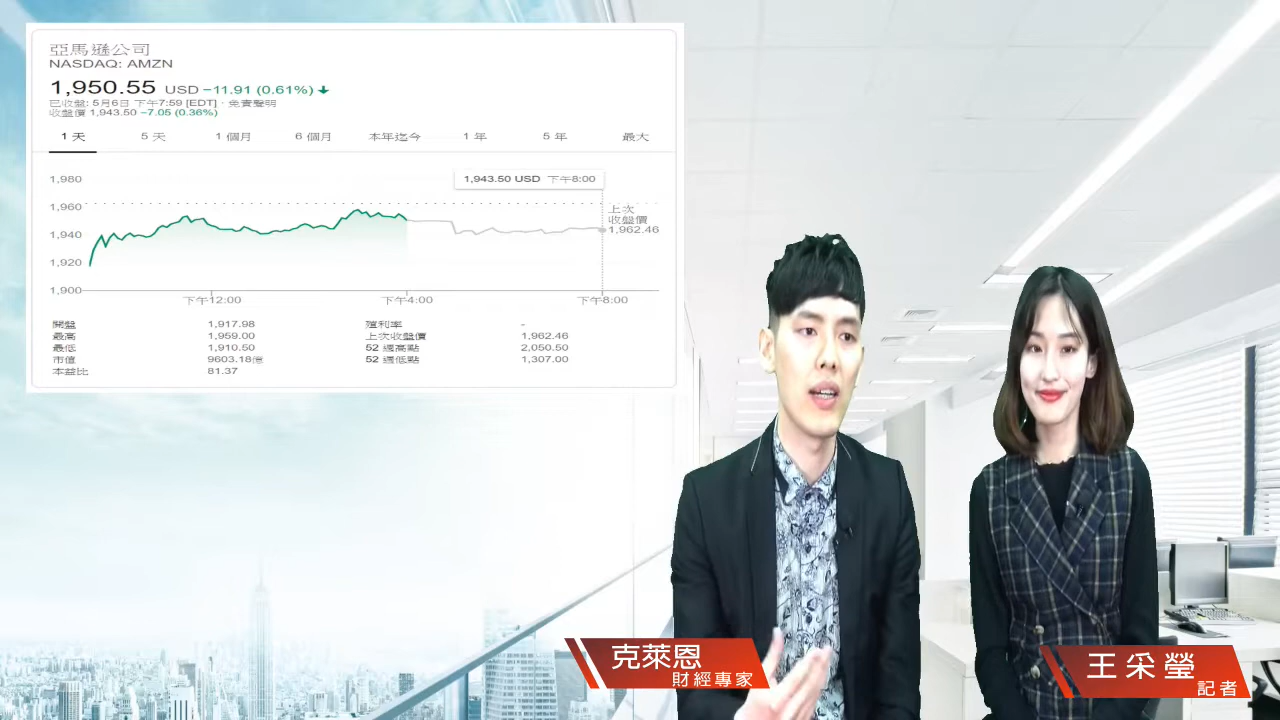 亞馬遜公司
NASDAQ: AMZN
1,950.55 USD −11.91 (0.61%) ↓
已收盤: 5月6日 下午7:59 [EDT] · 免責聲明
收盤價 1,943.50 −7.05 (0.36%)
1 天 5 天 1 個月 6 個月 本年迄今 1 年 5 年 最大
1,943.50 USD 下午8:00
1,980
1,960
1,940
1,920
1,900
上次
收盤價
1,962.46
下午12:00 下午4:00 下午8:00
開盤 1,917.98 殖利率 -
最高 1,959.00 上次收盤價 1,962.46
最低 1,910.50 52 週高點 2,050.50
市值 9603.18億 52 週低點 1,307.00
本益比 81.37
克萊恩
財經專家
王采瑩
記者